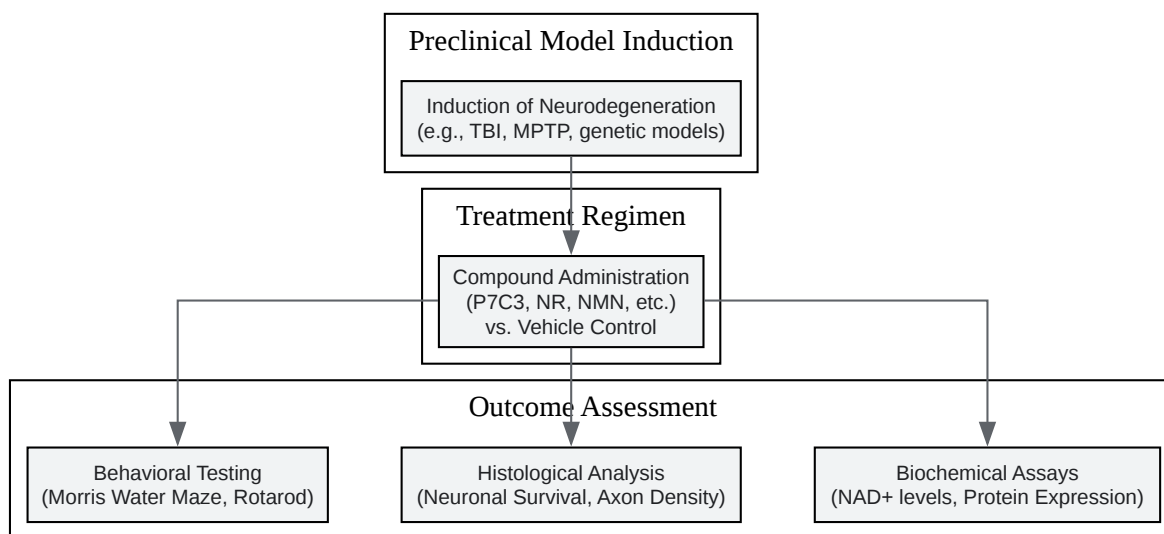 Preclinical Model Induction
Induction of Neurodegeneration
(e.g., TBI, MPTP, genetic models)
Treatment Regimen
Compound Administration
(P7C3, NR, NMN, etc.)
vs. Vehicle Control
Outcome Assessment
Behavioral Testing
(Morris Water Maze, Rotarod)
Histological Analysis
(Neuronal Survival, Axon Density)
Biochemical Assays
(NAD+ levels, Protein Expression)